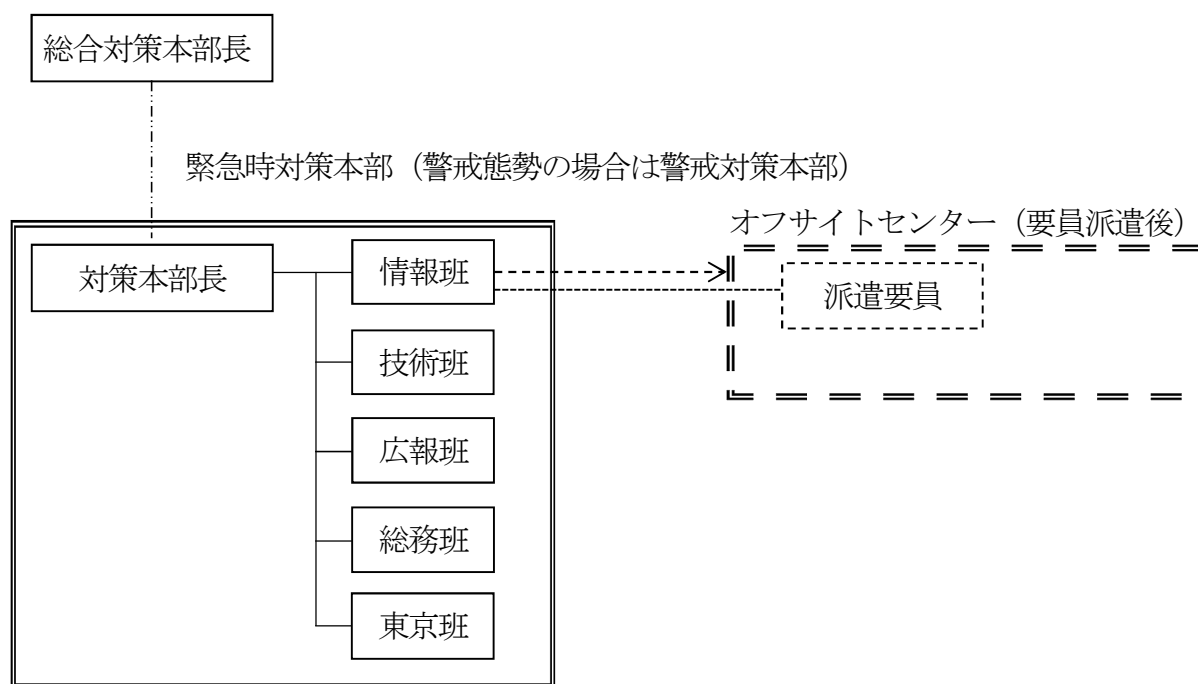 総合対策本部長
緊急時対策本部（警戒態勢の場合は警戒対策本部）
オフサイトセンター（要員派遣後）
対策本部長
情報班
派遣要員
技術班
広報班
総務班
東京班